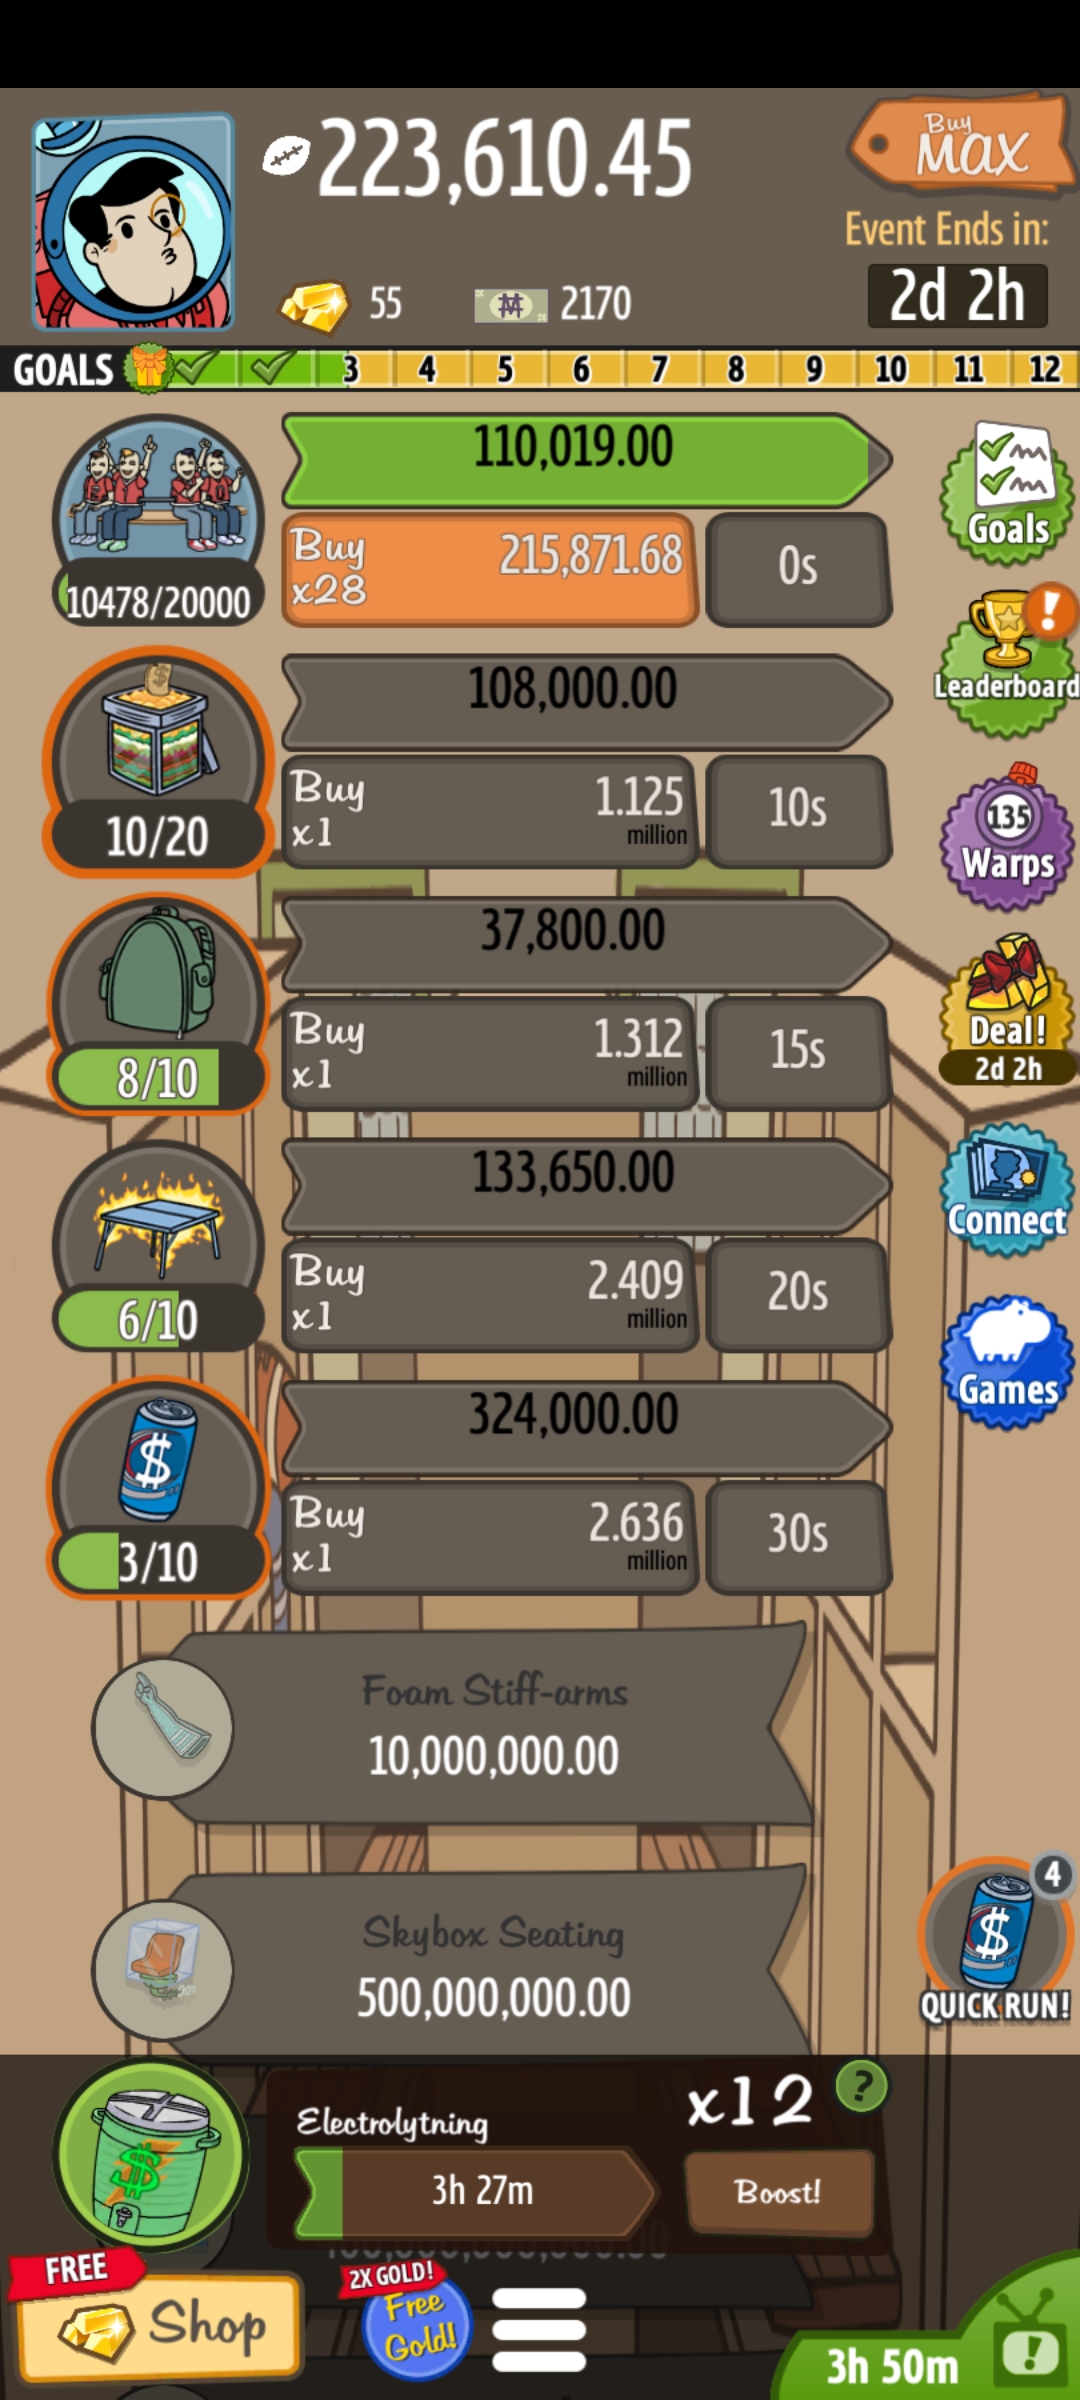 223,610.45
Buy
MAX
Event Ends in:
55
2170
2d 2h
GOALS 3 4 5 6 7 8 9 10 11 12
110,019.00
Buy
x28
215,871.68
0s
10478/20000
Goals
108,000.00
Leaderboard
Buy
x1
1.125
million
10s
10/20
135
Warps
37,800.00
Buy
x1
1.312
million
15s
8/10
Deal!
2d 2h
133,650.00
Buy
x1
2.409
million
20s
6/10
Connect
324,000.00
Games
Buy
x1
2.636
million
30s
3/10
Foam Stiff-arms
10,000,000.00
Skybox Seating
500,000,000.00
4
QUICK RUN!
Electrolytning
x12
?
3h 27m
Boost!
FREE
Shop
2X GOLD!
Free
Gold!
3h 50m